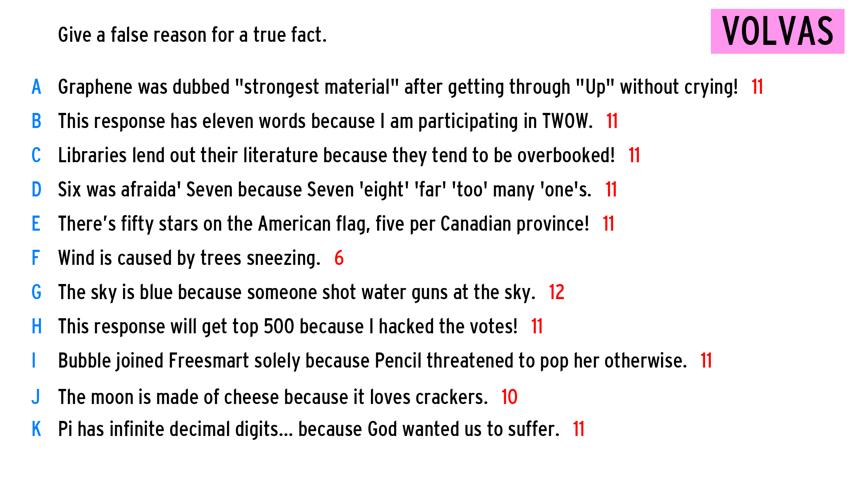 Give a false reason for a true fact.
VOLVAS
A Graphene was dubbed "strongest material" after getting through "Up" without crying! 11
B This response has eleven words because I am participating in TWOW. 11
C Libraries lend out their literature because they tend to be overbooked! 11
D Six was afraida' Seven because Seven 'eight' 'far' 'too' many 'one's. 11
E There's fifty stars on the American flag, five per Canadian province! 11
F Wind is caused by trees sneezing. 6
G The sky is blue because someone shot water guns at the sky. 12
H This response will get top 500 because I hacked the votes! 11
I Bubble joined Freesmart solely because Pencil threatened to pop her otherwise. 11
J The moon is made of cheese because it loves crackers. 10
K Pi has infinite decimal digits... because God wanted us to suffer. 11